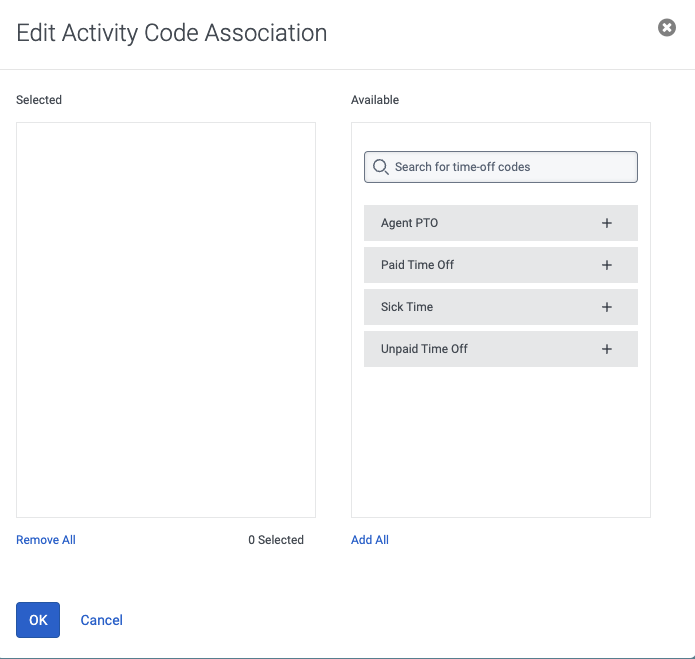 Edit Activity Code Association
Selected
Available
Search for time-off codes
Agent PTO
Paid Time Off
Sick Time
Unpaid Time Off
Remove All
0 Selected
Add All
OK
Cancel